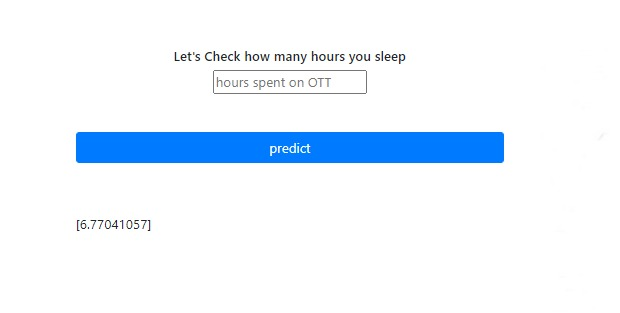 Let's Check how many hours you sleep
hours spent on OTT
predict
[6.77041057]